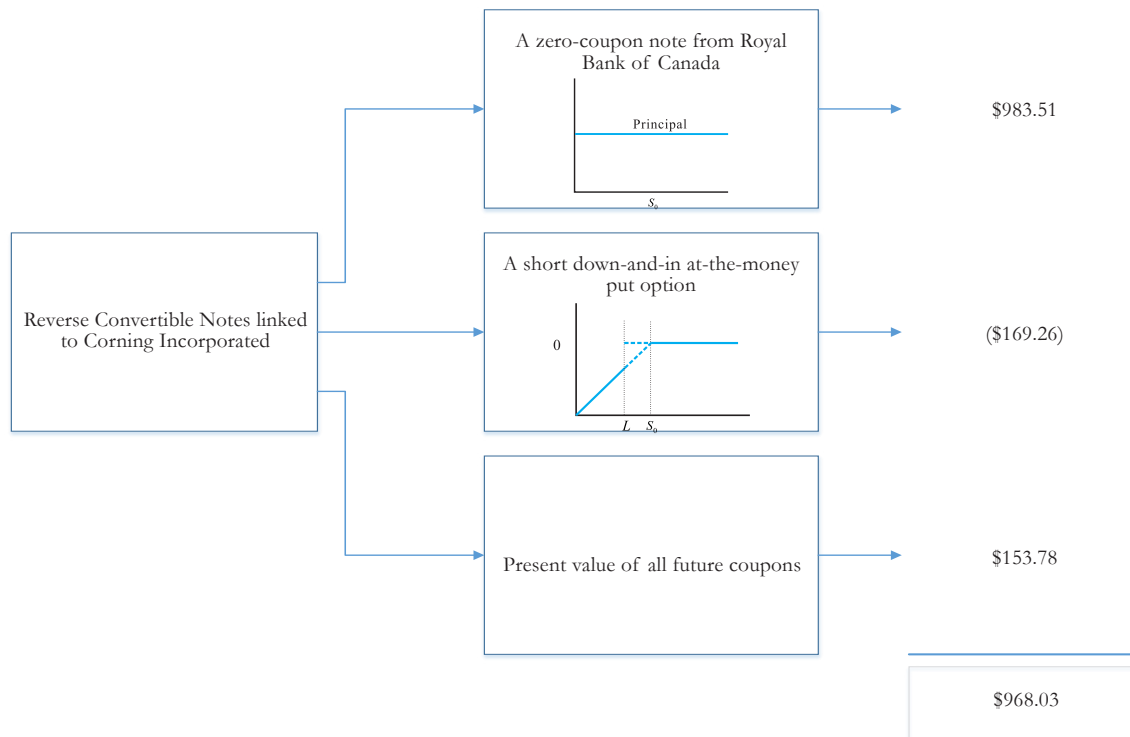 A zero-coupon note from Royal
Bank of Canada
Principal
S₀
$983.51
Reverse Convertible Notes linked
to Corning Incorporated
A short down-and-in at-the-money
put option
0
L S₀
($169.26)
Present value of all future coupons
$153.78
$968.03